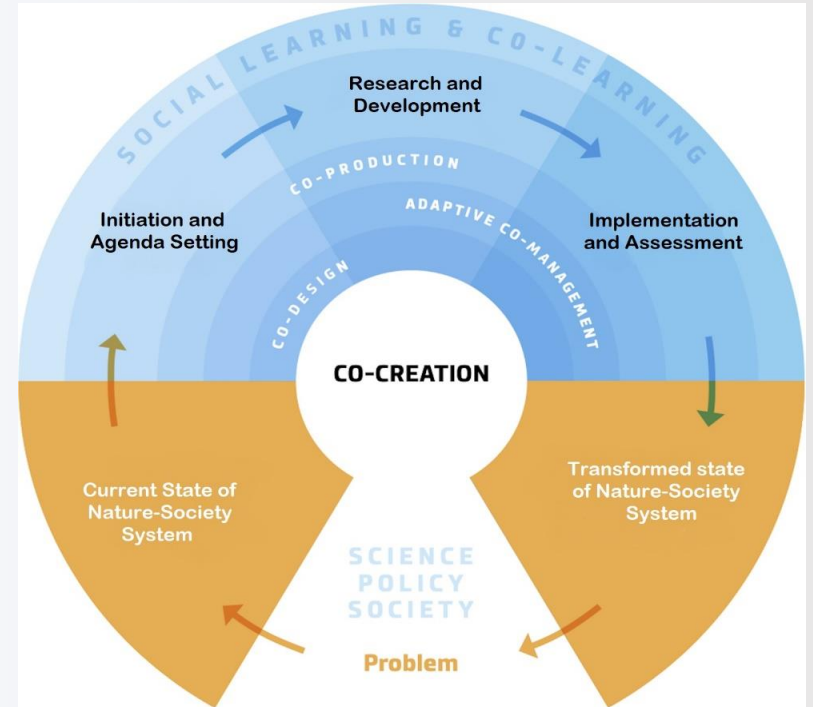 SOCIAL LEARNING & CO-LEARNING
Research and
Development
CO-PRODUCTION
ADAPTIVE CO-MANAGEMENT
Initiation and
Agenda Setting
Implementation
and Assessment
CO-DESIGN
CO-CREATION
Current State of
Nature-Society
System
Transformed state
of Nature-Society
System
SCIENCE
POLICY
SOCIETY
Problem